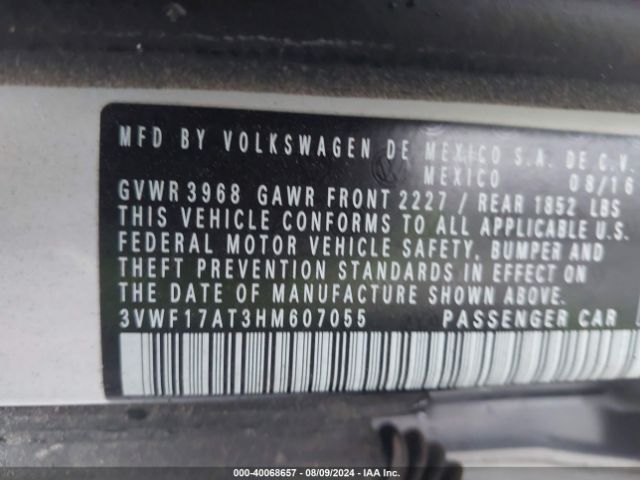 MFD BY VOLKSWAGEN DE MEXICO S.A. DE C.V.
MEXICO 08/16
GVWR 3968 GAWR FRONT 2227 / REAR 1852 LBS
THIS VEHICLE CONFORMS TO ALL APPLICABLE U.S.
FEDERAL MOTOR VEHICLE SAFETY, BUMPER AND
THEFT PREVENTION STANDARDS IN EFFECT ON
THE DATE OF MANUFACTURE SHOWN ABOVE.
3VWF17AT3HM607055 PASSENGER CAR
000-40068657 - 08/09/2024 - IAA Inc.